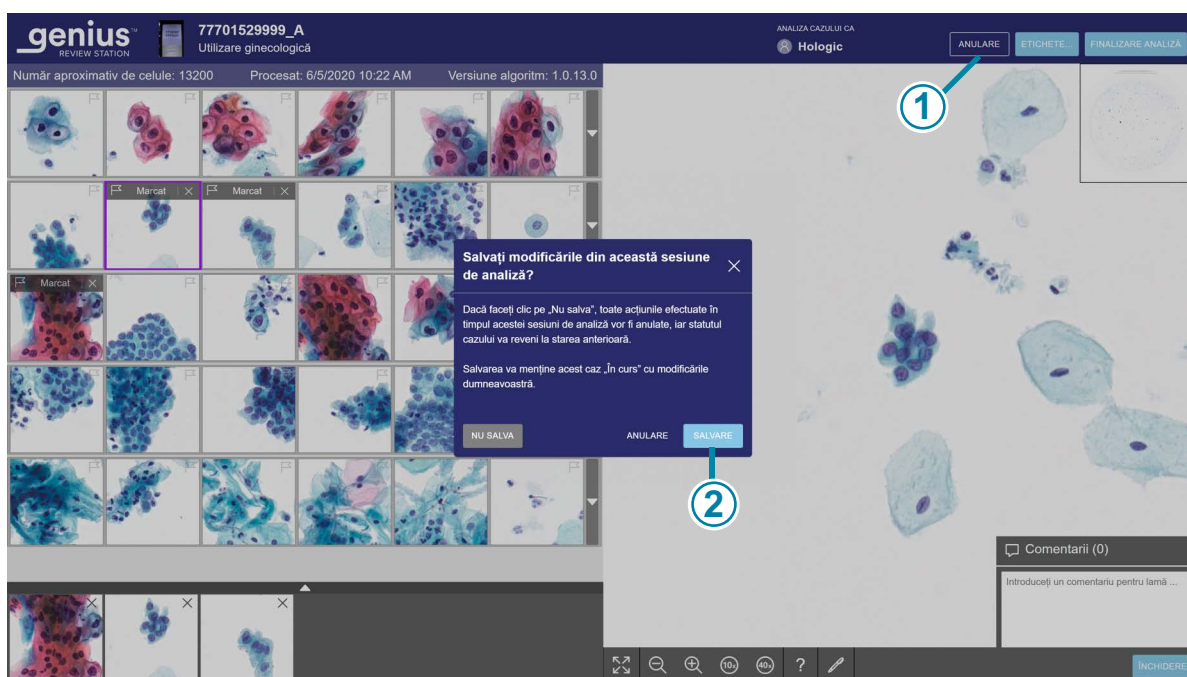 genius™
REVIEW STATION
77701529999_A
Utilizare ginecologică
ANALIZA CAZULUI CA
Hologic
ANULARE
ETICHETE...
FINALIZARE ANALIZĂ
1
Număr aproximativ de celule: 13200
Procesat: 6/5/2020 10:22 AM
Versiune algoritm: 1.0.13.0
Marcat
Marcat
Marcat
Salvați modificările din această sesiune
de analiză?
Dacă faceți clic pe „Nu salva”, toate acțiunile efectuate în
timpul acestei sesiuni de analiză vor fi anulate, iar statutul
cazului va reveni la starea anterioară.
Salvarea va menține acest caz „În curs” cu modificările
dumneavoastră.
NU SALVA
ANULARE
SALVARE
2
Comentarii (0)
Introduceți un comentariu pentru lamă ...
10x
40x
?
ÎNCHIDERE